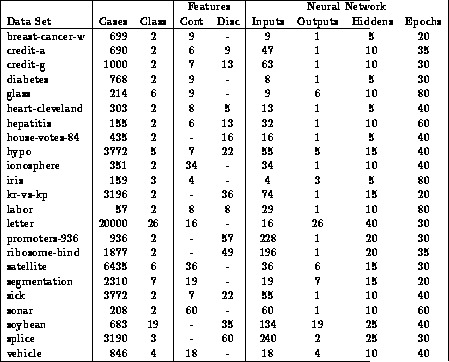 Features Neural Network
Data Set Cases Class Cont Disc Inputs Outputs Hiddens Epochs
breast-cancer-w 699 2 9 - 9 1 5 20
credit-a 690 2 6 9 47 1 10 35
credit-g 1000 2 7 13 63 1 10 30
diabetes 768 2 9 - 8 1 5 30
glass 214 6 9 - 9 6 10 80
heart-cleveland 303 2 8 5 13 1 5 40
hepatitis 155 2 6 13 32 1 10 60
house-votes-84 435 2 - 16 16 1 5 40
hypo 3772 5 7 22 55 5 15 40
ionosphere 351 2 34 - 34 1 10 40
iris 159 3 4 - 4 3 5 80
kr-vs-kp 3196 2 - 36 74 1 15 20
labor 57 2 8 8 29 1 10 80
letter 20000 26 16 - 16 26 40 30
promoters-936 936 2 - 57 228 1 20 30
ribosome-bind 1877 2 - 49 196 1 20 35
satellite 6435 6 36 - 36 6 15 30
segmentation 2310 7 19 - 19 7 15 20
sick 3772 2 7 22 55 1 10 40
sonar 208 2 60 - 60 1 10 60
soybean 683 19 - 35 134 19 25 40
splice 3190 3 - 60 240 2 25 30
vehicle 846 4 18 - 18 4 10 40